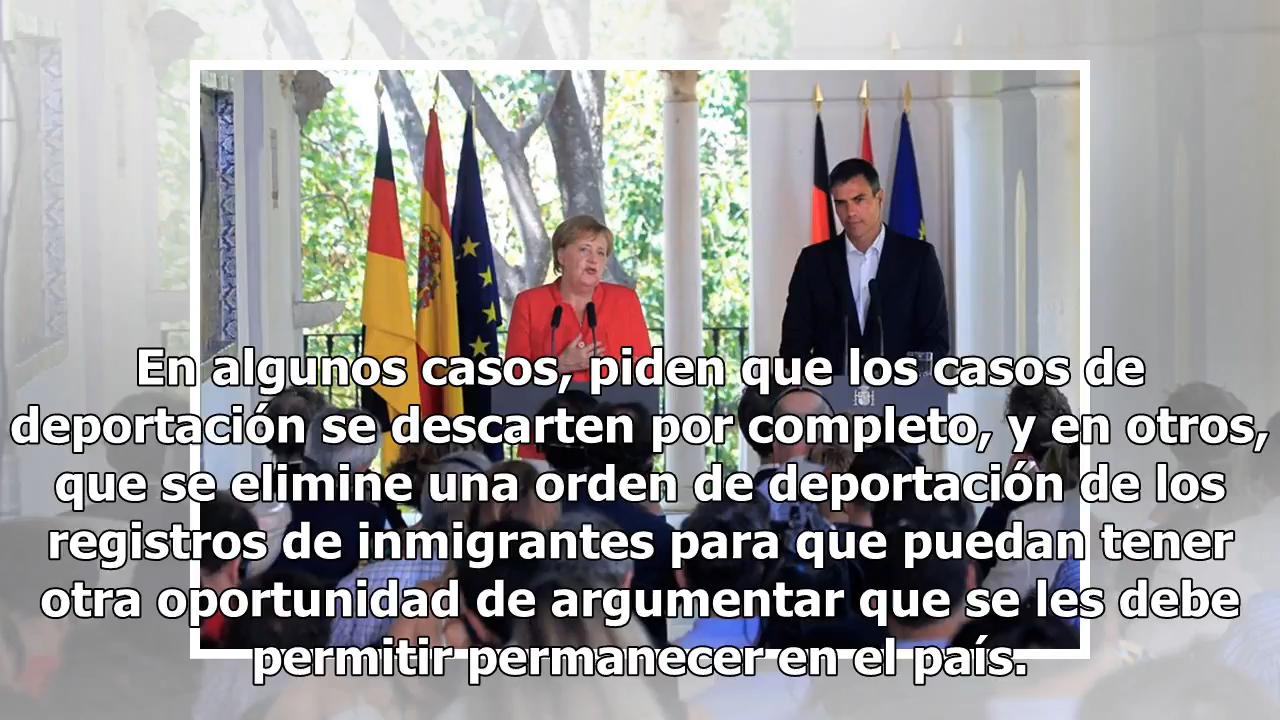 En algunos casos, piden que los casos de
deportación se descarten por completo, y en otros,
que se elimine una orden de deportación de los
registros de inmigrantes para que puedan tener
otra oportunidad de argumentar que se les debe
permitir permanecer en el país.